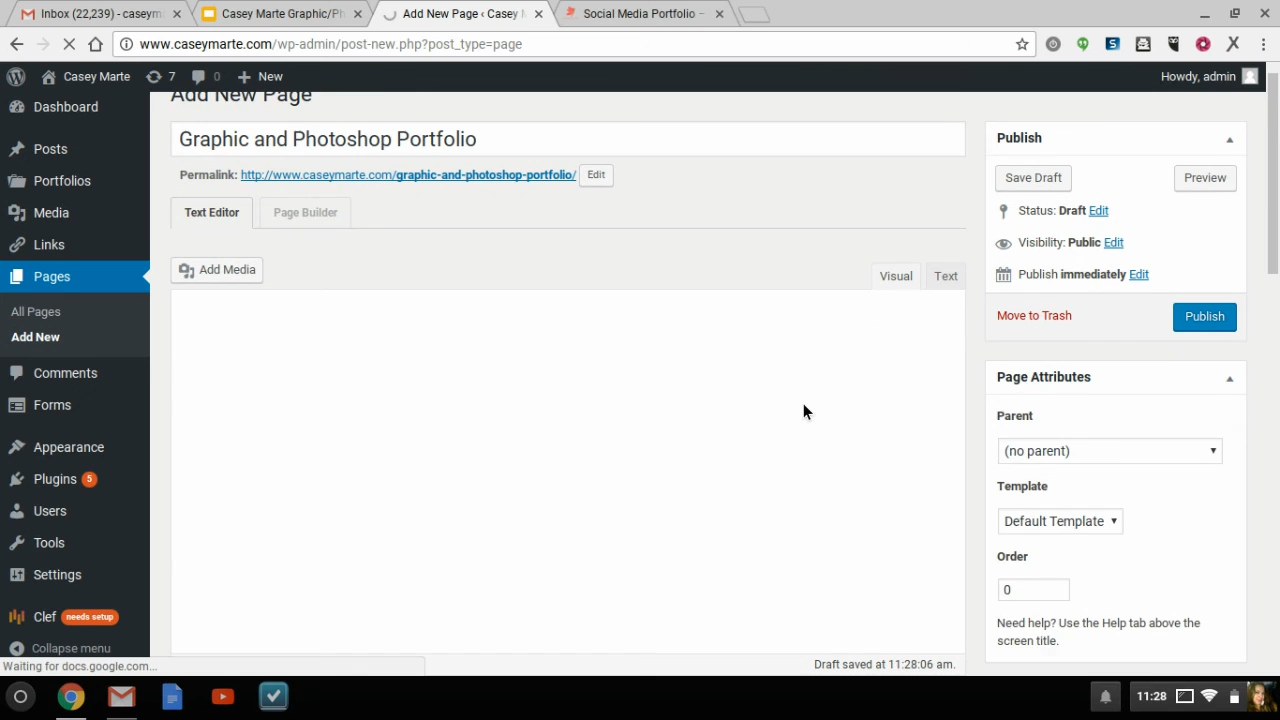 Inbox (22,239) - caseym
Casey Marte Graphic/Ph
Add New Page ‹ Casey
Social Media Portfolio -
www.caseymarte.com/wp-admin/post-new.php?post_type=page
Casey Marte
7
0
New
Howdy, admin
Dashboard
Posts
Portfolios
Media
Links
Pages
All Pages
Add New
Comments
Forms
Appearance
Plugins 5
Users
Tools
Settings
Clef needs setup
Collapse menu
Add New Page
Graphic and Photoshop Portfolio
Permalink: http://www.caseymarte.com/graphic-and-photoshop-portfolio/ Edit
Text Editor
Page Builder
Add Media
Visual
Text
Draft saved at 11:28:06 am.
Publish
Save Draft
Preview
Status: Draft Edit
Visibility: Public Edit
Publish immediately Edit
Move to Trash
Publish
Page Attributes
Parent
(no parent)
Template
Default Template
Order
0
Need help? Use the Help tab above the
screen title.
Waiting for docs.google.com...
11:28